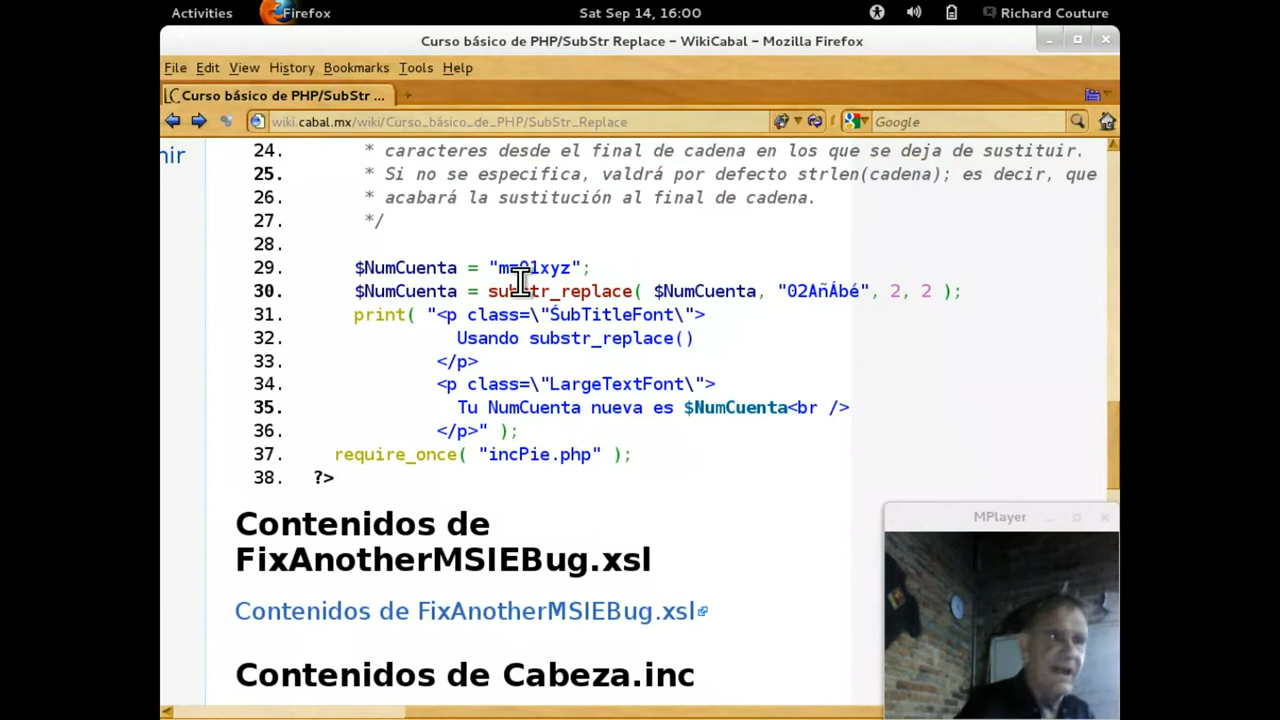 Activities Firefox Sat Sep 14, 16:00 Richard Couture
Curso básico de PHP/SubStr Replace – WikiCabal – Mozilla Firefox
File Edit View History Bookmarks Tools Help
Curso básico de PHP/SubStr ...
wiki.cabal.mx/wiki/Curso_básico_de_PHP/SubStr_Replace Google
nir
24. * caracteres desde el final de cadena en los que se deja de sustituir.
25. * Si no se especifica, valdrá por defecto strlen(cadena); es decir, que
26. * acabará la sustitución al final de cadena.
27. */
28.
29. $NumCuenta = "m=01xyz";
30. $NumCuenta = substr_replace( $NumCuenta, "02AñÁbé", 2, 2 );
31. print( "<p class=\"ŚubTitleFont\">
32. Usando substr_replace()
33. </p>
34. <p class=\"LargeTextFont\">
35. Tu NumCuenta nueva es $NumCuenta<br />
36. </p>" );
37. require_once( "incPie.php" );
38. ?>
Contenidos de
FixAnotherMSIEBug.xsl
Contenidos de FixAnotherMSIEBug.xsl
Contenidos de Cabeza.inc
MPlayer